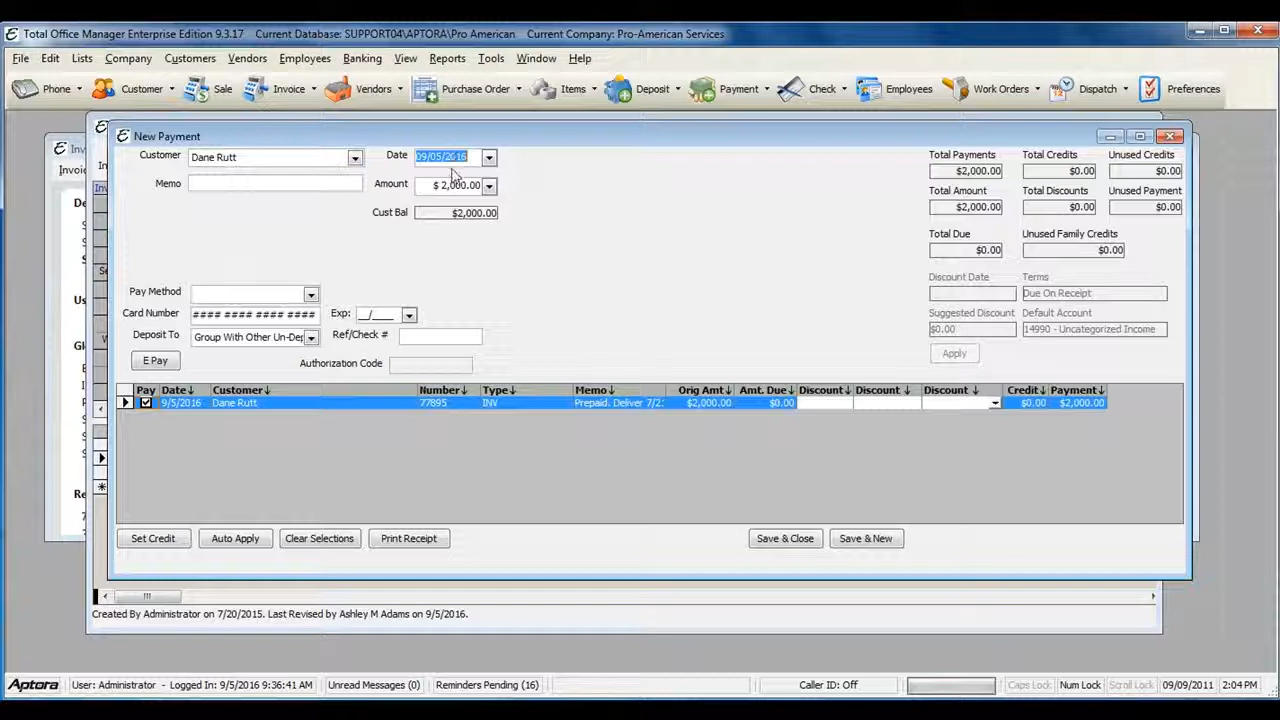 Total Office Manager Enterprise Edition 9.3.17 Current Database: SUPPORT04\APTORA\Pro American Current Company: Pro-American Services
File Edit Lists Company Customers Vendors Employees Banking View Reports Tools Window Help
Phone Customer Sale Invoice Vendors Purchase Order Items Deposit Payment Check Employees Work Orders Dispatch Preferences
New Payment
Customer Dane Rutt Date 09/05/2016 Total Payments Total Credits Unused Credits
$2,000.00 $0.00 $0.00
Memo Amount $ 2,000.00 Total Amount Total Discounts Unused Payment
Cust Bal $2,000.00 $2,000.00 $0.00 $0.00
Total Due Unused Family Credits
$0.00 $0.00
Discount Date Terms
Pay Method Due On Receipt
Card Number #### #### #### #### Exp: __/____ Suggested Discount Default Account
Deposit To Group With Other Un-Dep Ref/Check # $0.00 14990 - Uncategorized Income
E Pay Authorization Code Apply
Pay Date Customer Number Type Memo Orig Amt Amt. Due Discount Discount Discount Credit Payment
9/5/2016 Dane Rutt 77895 INV Prepaid. Deliver 7/2 $2,000.00 $0.00 $0.00 $2,000.00
Set Credit Auto Apply Clear Selections Print Receipt Save & Close Save & New
Created By Administrator on 7/20/2015. Last Revised by Ashley M Adams on 9/5/2016.
Aptora User: Administrator - Logged In: 9/5/2016 9:36:41 AM Unread Messages (0) Reminders Pending (16) Caller ID: Off Caps Lock Num Lock Scroll Lock 09/09/2011 2:04 PM